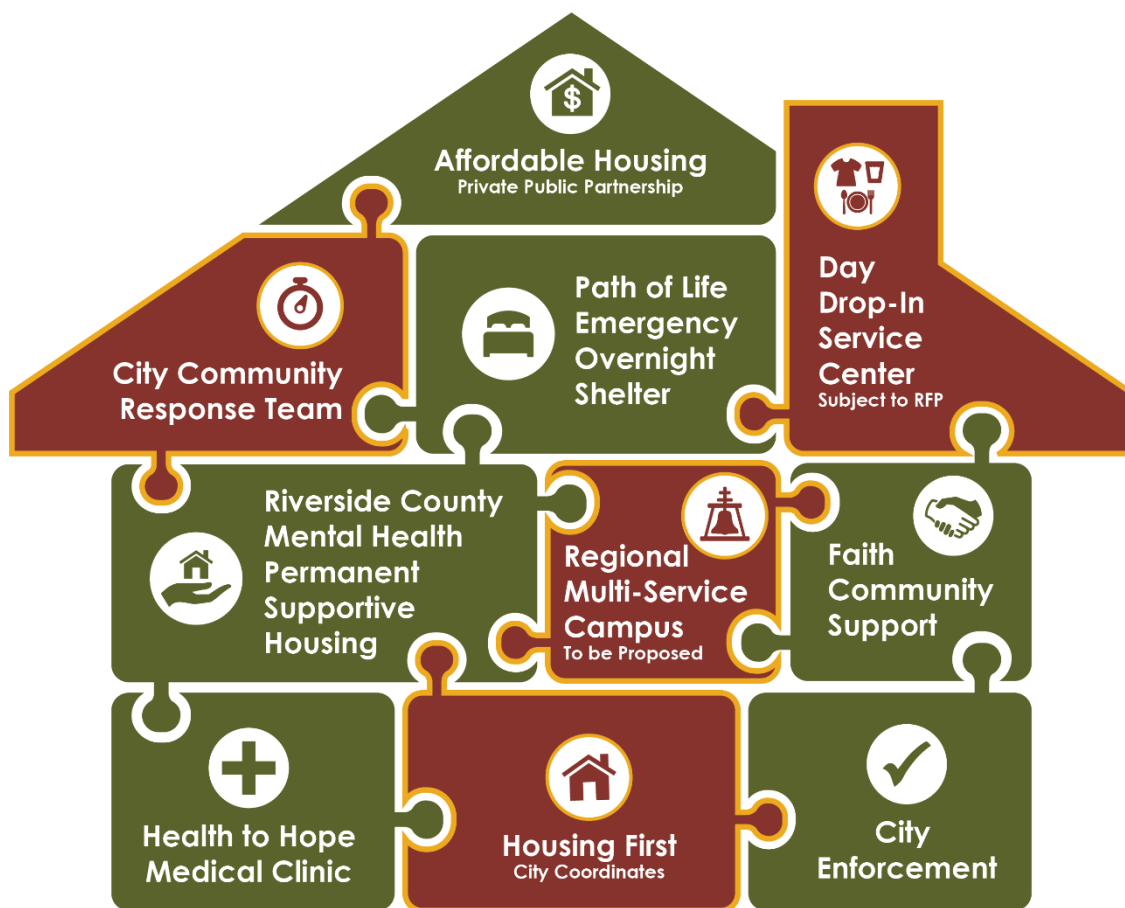 Affordable Housing
Private Public Partnership
City Community
Response Team
Path of Life
Emergency
Overnight
Shelter
Day
Drop-In
Service
Center
Subject to RFP
Riverside County
Mental Health
Permanent
Supportive
Housing
Regional
Multi-Service
Campus
To be Proposed
Faith
Community
Support
Health to Hope
Medical Clinic
Housing First
City Coordinates
City
Enforcement